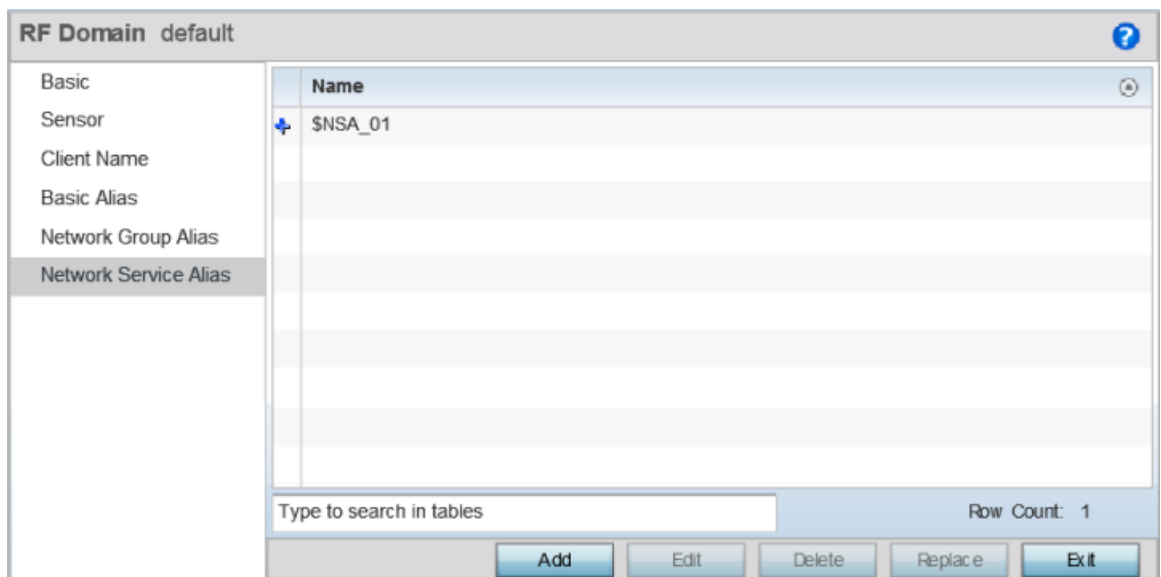 RF Domain default
Basic
Sensor
Client Name
Basic Alias
Network Group Alias
Network Service Alias
Name
$NSA_01
Type to search in tables
Row Count: 1
Add Edit Delete Replace Exit